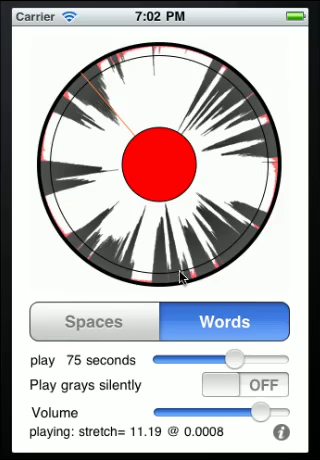 Carrier 7:02 PM
Spaces Words
play 75 seconds
Play grays silently OFF
Volume
playing: stretch= 11.19 @ 0.0008